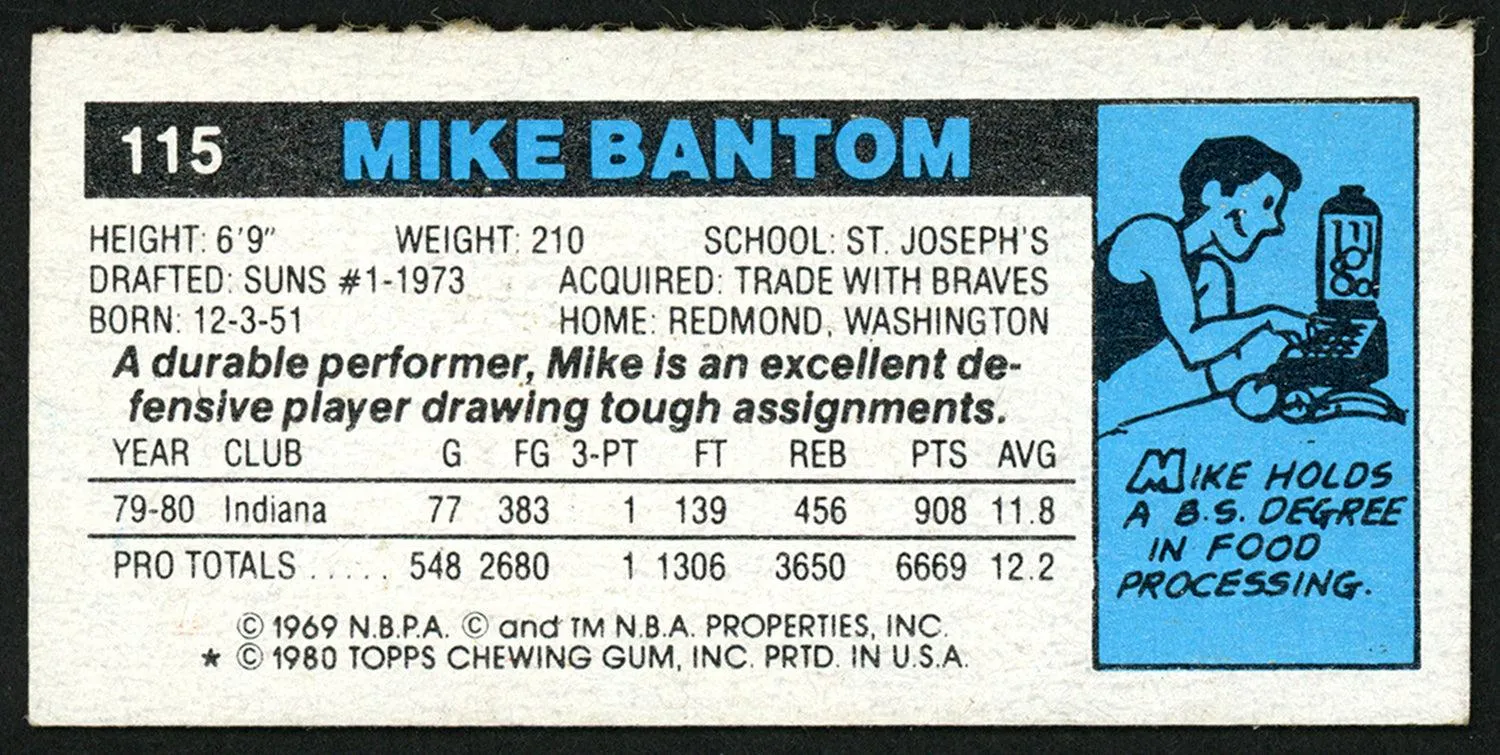 115 MIKE BANTOM
HEIGHT: 6'9" WEIGHT: 210 SCHOOL: ST. JOSEPH'S
DRAFTED: SUNS #1-1973 ACQUIRED: TRADE WITH BRAVES
BORN: 12-3-51 HOME: REDMOND, WASHINGTON
A durable performer, Mike is an excellent de-
fensive player drawing tough assignments.
YEAR CLUB G FG 3-PT FT REB PTS AVG
79-80 Indiana 77 383 1 139 456 908 11.8
PRO TOTALS ..... 548 2680 1 1306 3650 6669 12.2
© 1969 N.B.P.A. © and TM N.B.A. PROPERTIES, INC.
* © 1980 TOPPS CHEWING GUM, INC. PRTD. IN U.S.A.
MIKE HOLDS
A B.S. DEGREE
IN FOOD
PROCESSING.